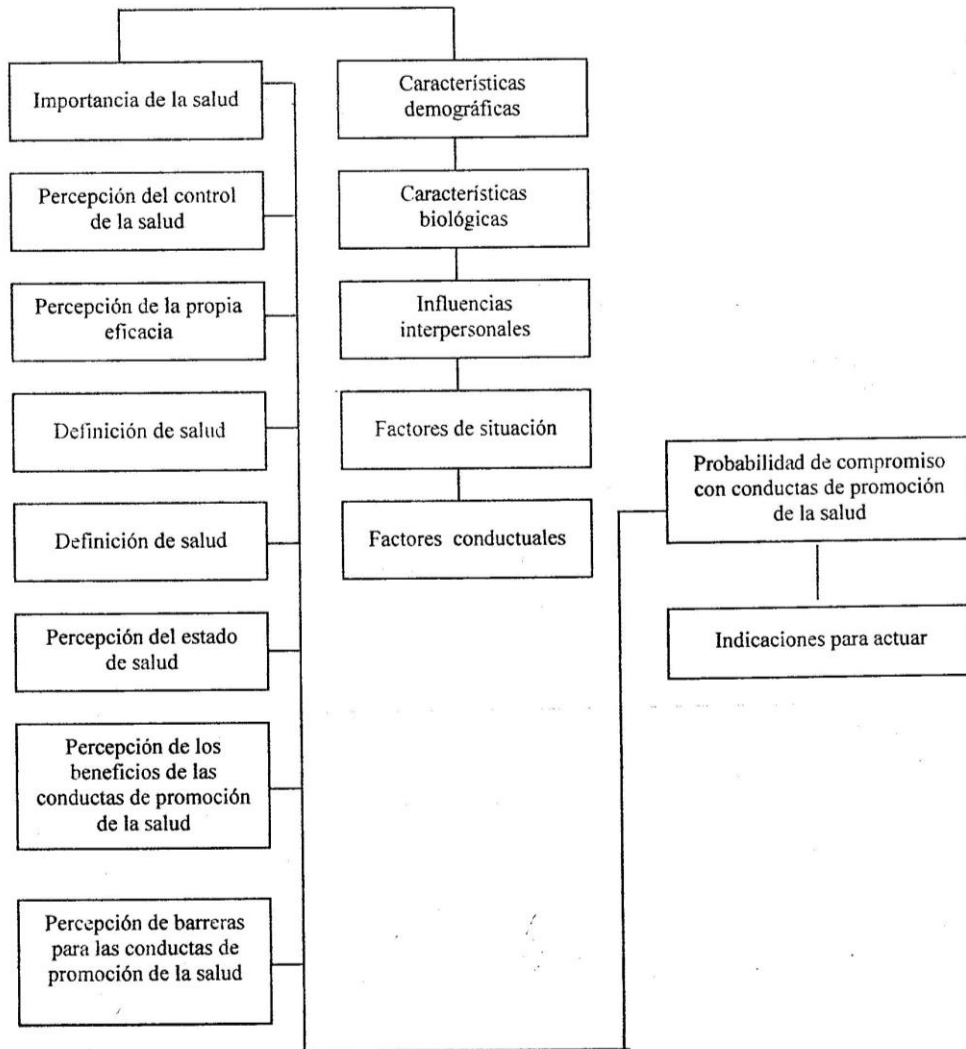 Importancia de la salud
Percepción del control
de la salud
Percepción de la propia
eficacia
Definición de salud
Definición de salud
Percepción del estado
de salud
Percepción de los
beneficios de las
conductas de promoción
de la salud
Percepción de barreras
para las conductas de
promoción de la salud
Características
demográficas
Características
biológicas
Influencias
interpersonales
Factores de situación
Factores conductuales
Probabilidad de compromiso
con conductas de promoción
de la salud
Indicaciones para actuar